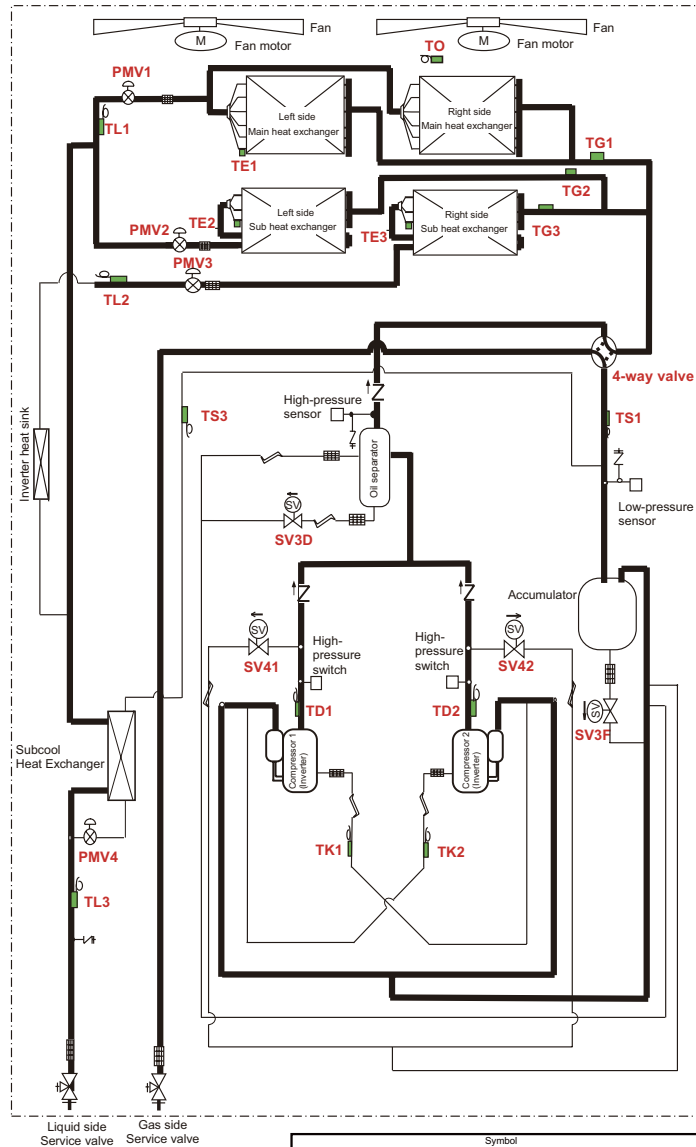 Fan
Fan
M
M
Fan motor
Fan motor
TO
PMV1
TL1
Left side
Main heat exchanger
Right side
Main heat exchanger
TE1
TG1
TG2
TE2
Left side
Sub heat exchanger
TE3
Right side
Sub heat exchanger
TG3
PMV2
PMV3
TL2
4-way valve
High-pressure
sensor
TS3
TS1
Inverter heat sink
Oil separator
Low-pressure
sensor
SV
SV3D
Accumulator
SV
SV
SV41
High-
pressure
switch
High-
pressure
switch
SV42
TD1
TD2
SV
SV3F
Subcool
Heat Exchanger
Compressor 1
(Inverter)
Compressor 2
(Inverter)
PMV4
TK1
TK2
TL3
Liquid side
Service valve
Gas side
Service valve
Symbol